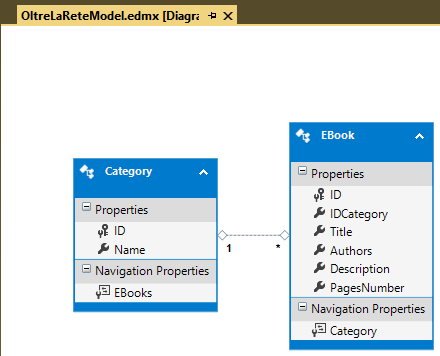 OltreLaReteModel.edmx [Diagra
Category
Properties
ID
Name
Navigation Properties
EBooks
1
*
EBook
Properties
ID
IDCategory
Title
Authors
Description
PagesNumber
Navigation Properties
Category